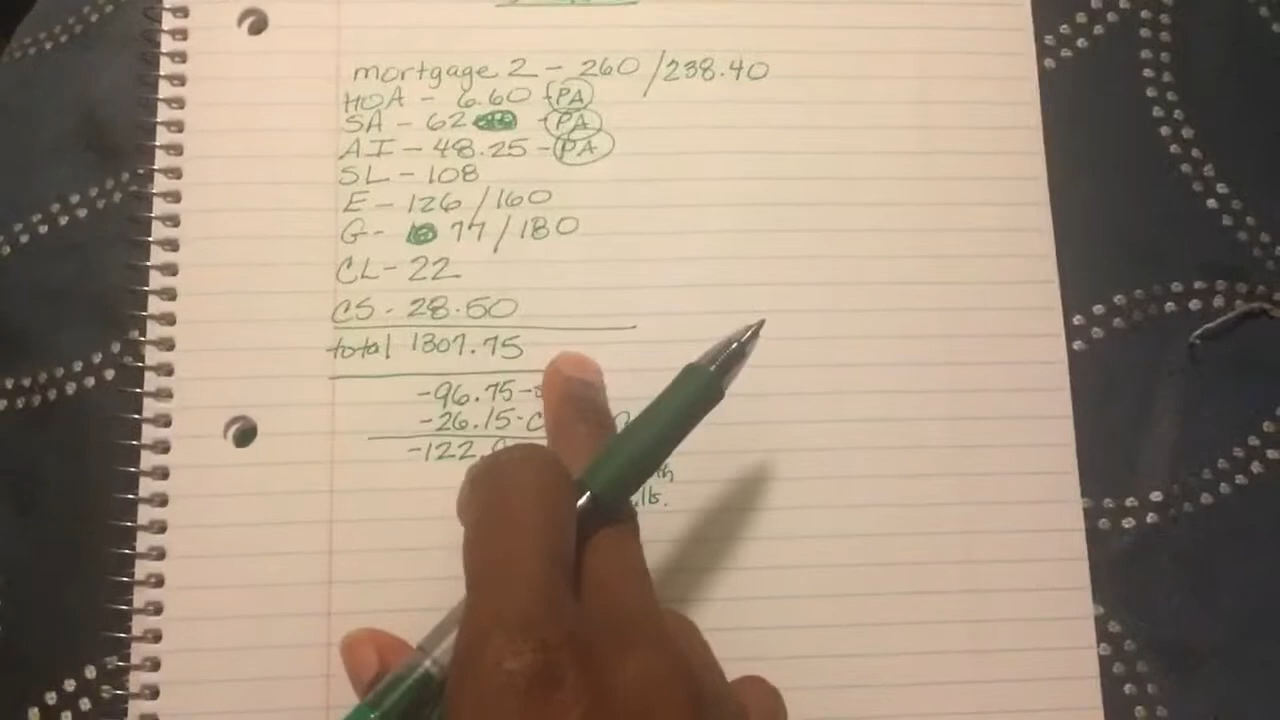 mortgage 2 - 260 / 238.40
HOA - 6.60 - PA
SA - 62 - PA
AI - 48.25 - PA
SL - 108
E - 126 / 160
G - 77 / 180
CL - 22
CS - 28.50
total 1307.75
-96.75 -
-26.15 - C
-122.